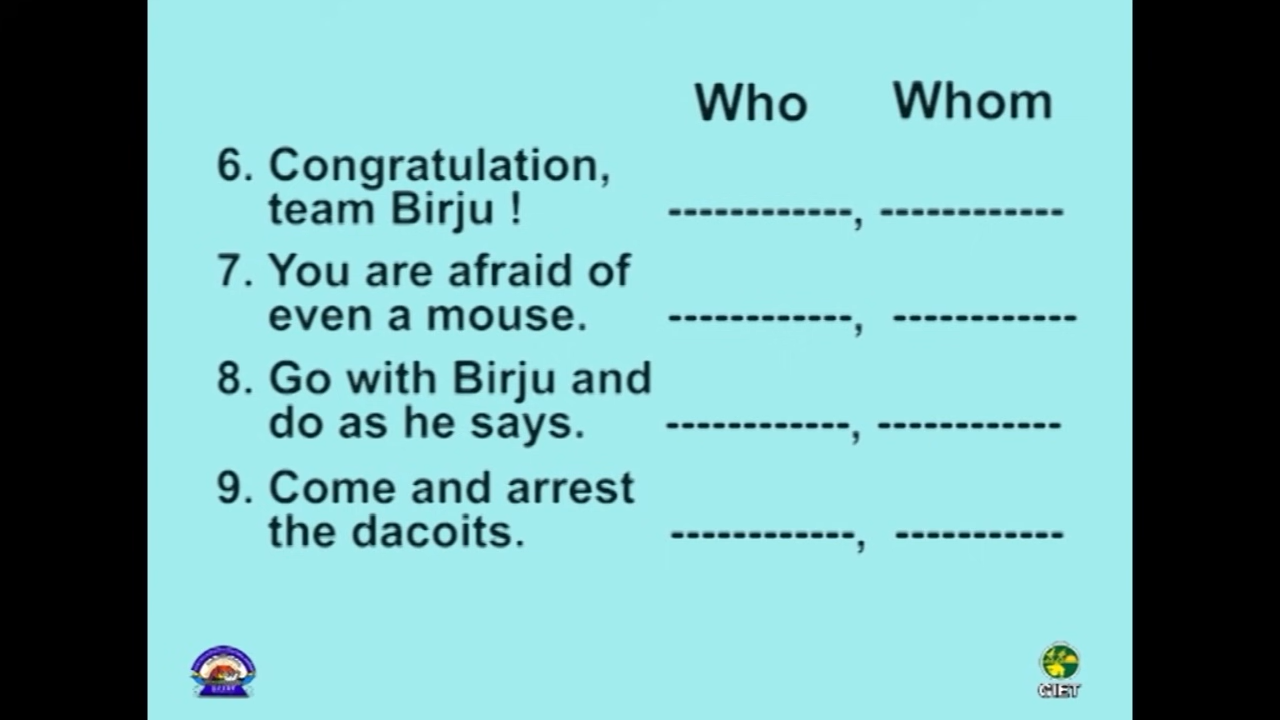 Who Whom
6. Congratulation,
team Birju ! ------------, ------------
7. You are afraid of
even a mouse. ------------, ------------
8. Go with Birju and
do as he says. ------------, ------------
9. Come and arrest
the dacoits. ------------, -----------
GIET